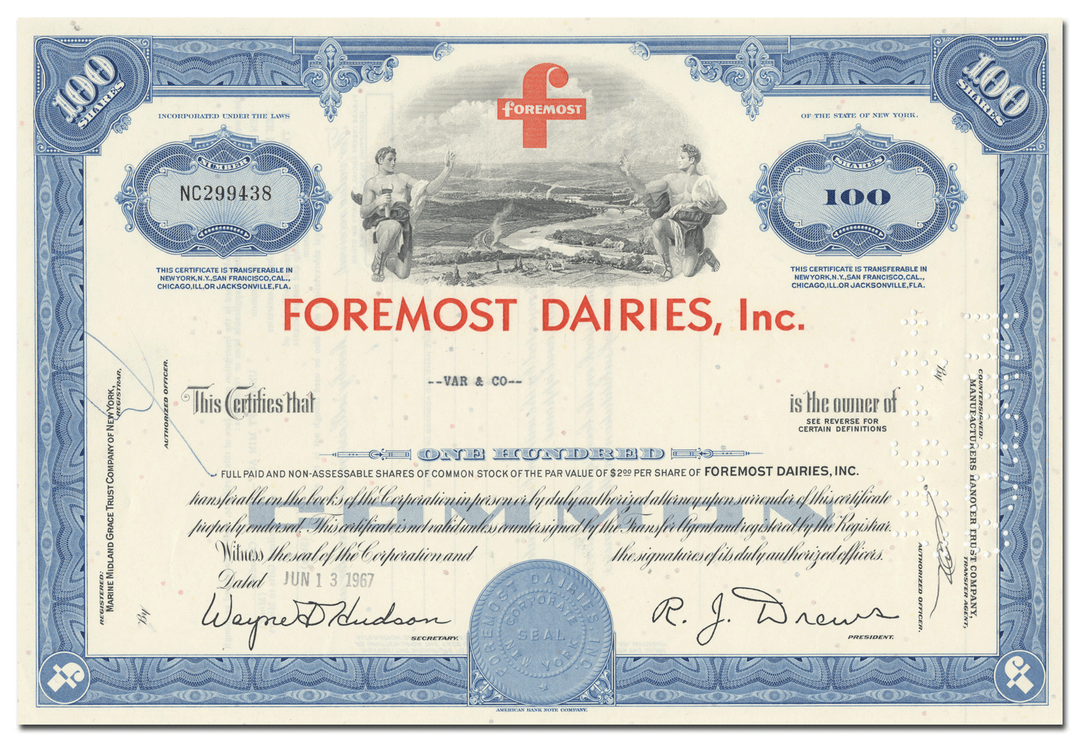 100
SHARES
100
SHARES
INCORPORATED UNDER THE LAWS
OF THE STATE OF NEW YORK.
FOREMOST
NUMBER
NC299438
SHARES
100
THIS CERTIFICATE IS TRANSFERABLE IN
NEW YORK, N.Y., SAN FRANCISCO, CAL.,
CHICAGO, ILL. OR JACKSONVILLE, FLA.
THIS CERTIFICATE IS TRANSFERABLE IN
NEW YORK, N.Y., SAN FRANCISCO, CAL.,
CHICAGO, ILL. OR JACKSONVILLE, FLA.
FOREMOST DAIRIES, Inc.
--VAR & CO--
This Certifies that
is the owner of
SEE REVERSE FOR
CERTAIN DEFINITIONS
ONE HUNDRED
FULL PAID AND NON-ASSESSABLE SHARES OF COMMON STOCK OF THE PAR VALUE OF $2.00 PER SHARE OF FOREMOST DAIRIES, INC.
COMMON
transferable on the books of the Corporation in person or by duly authorized attorney upon surrender of this certificate
properly endorsed. This certificate is not valid unless countersigned by the Transfer Agent and registered by the Registrar.
Witness the seal of the Corporation and the signatures of its duly authorized officers.
Dated JUN 13 1967
Wayne D Hudson
SECRETARY.
R. J. Drews
PRESIDENT.
FOREMOST DAIRIES, INC.
CORPORATE
SEAL
NEW YORK
REGISTERED:
MARINE MIDLAND GRACE TRUST COMPANY OF NEW YORK,
REGISTRAR,
By
AUTHORIZED OFFICER.
COUNTERSIGNED:
MANUFACTURERS HANOVER TRUST COMPANY,
TRANSFER AGENT,
By
AUTHORIZED OFFICER.
AMERICAN BANK NOTE COMPANY.